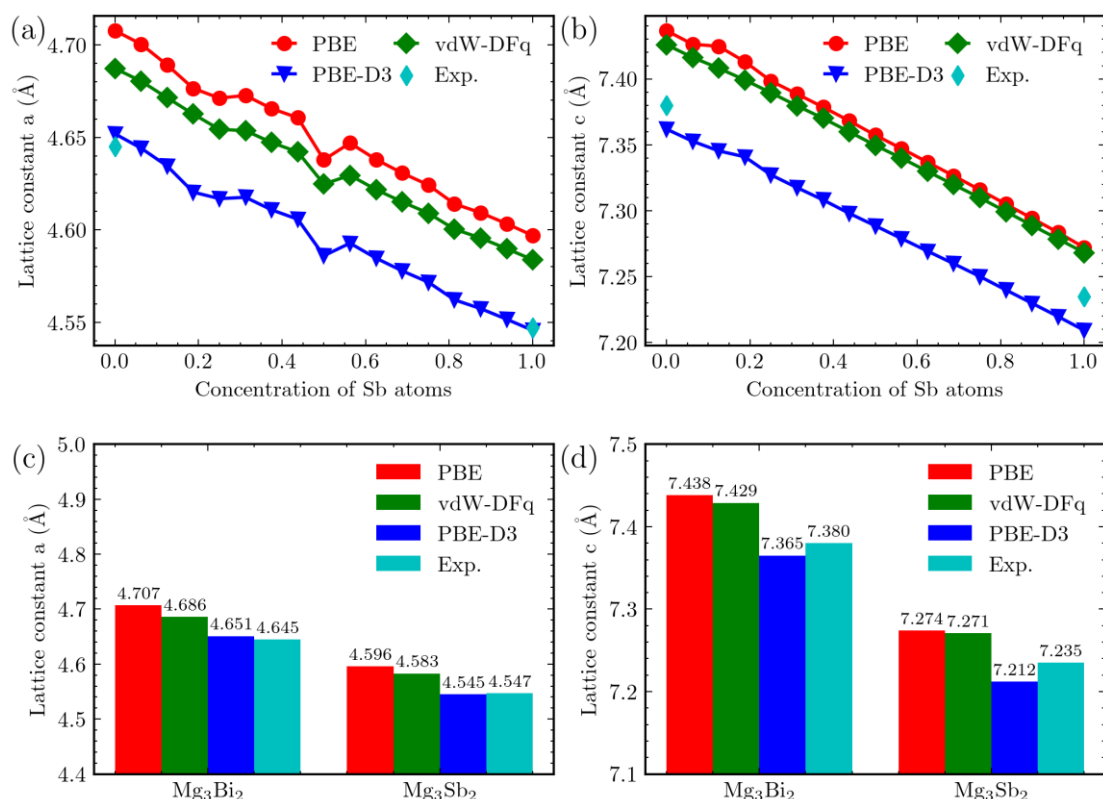 (a)
PBE
vdW-DFq
PBE-D3
Exp.
4.70
4.65
4.60
4.55
Lattice constant a (Å)
0.0 0.2 0.4 0.6 0.8 1.0
Concentration of Sb atoms
(b)
PBE
vdW-DFq
PBE-D3
Exp.
7.40
7.35
7.30
7.25
7.20
Lattice constant c (Å)
0.0 0.2 0.4 0.6 0.8 1.0
Concentration of Sb atoms
(c)
PBE
vdW-DFq
PBE-D3
Exp.
5.0
4.9
4.8
4.7
4.6
4.5
4.4
Lattice constant a (Å)
4.707
4.686
4.651
4.645
4.596
4.583
4.545
4.547
Mg₃Bi₂ Mg₃Sb₂
(d)
PBE
vdW-DFq
PBE-D3
Exp.
7.5
7.4
7.3
7.2
7.1
Lattice constant c (Å)
7.438
7.429
7.365
7.380
7.274
7.271
7.212
7.235
Mg₃Bi₂ Mg₃Sb₂